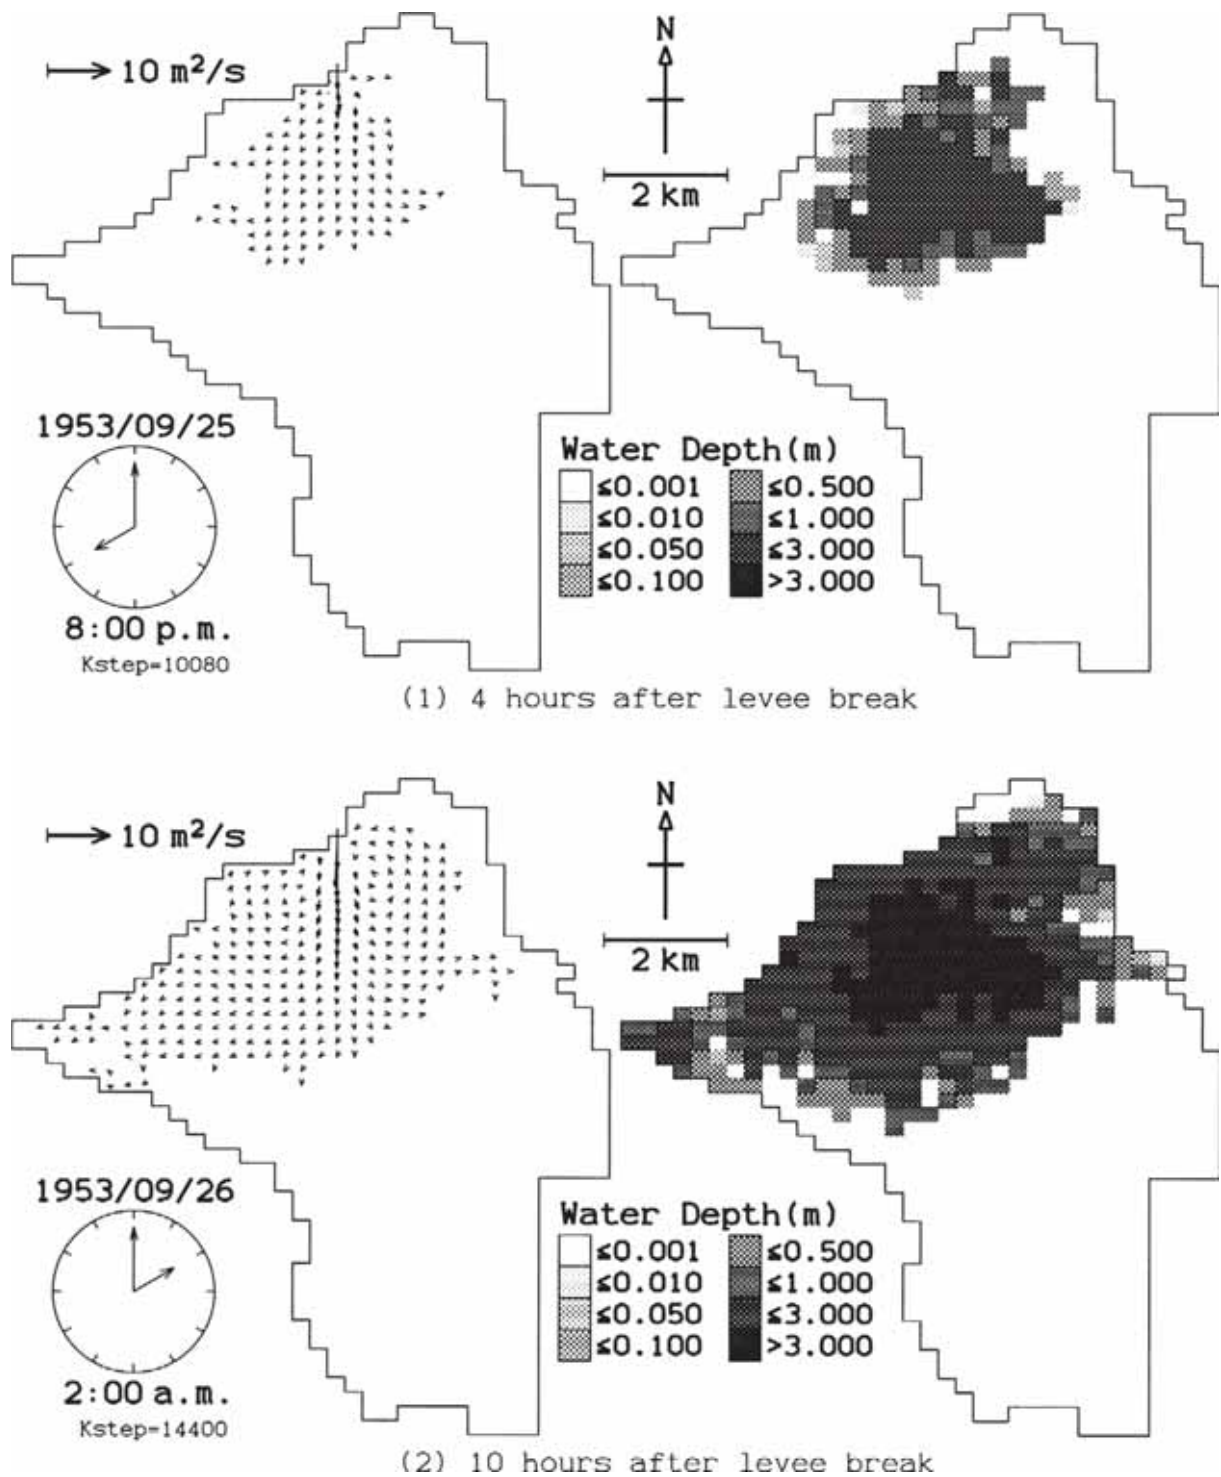 10 m²/s
N
2 km
1953/09/25
8:00 p.m.
Kstep=10080
Water Depth(m)
≤0.001 ≤0.500
≤0.010 ≤1.000
≤0.050 ≤3.000
≤0.100 >3.000
(1) 4 hours after levee break
10 m²/s
N
2 km
1953/09/26
2:00 a.m.
Kstep=14400
Water Depth(m)
≤0.001 ≤0.500
≤0.010 ≤1.000
≤0.050 ≤3.000
≤0.100 >3.000
(2) 10 hours after levee break